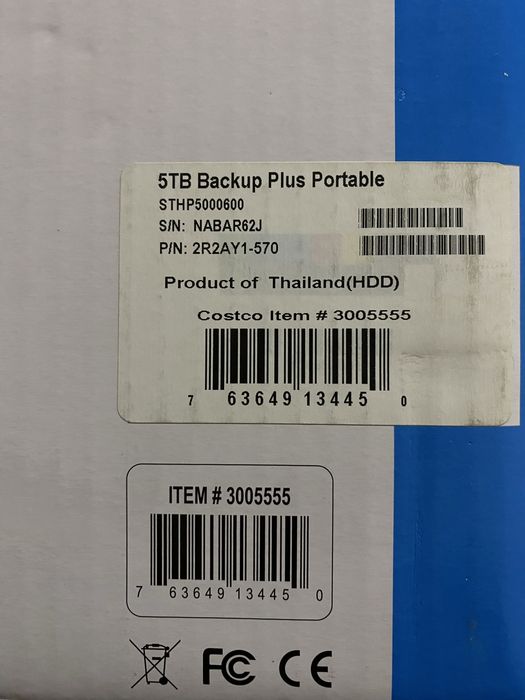 5TB Backup Plus Portable
STHP5000600
S/N: NABAR62J
P/N: 2R2AY1-570
Product of Thailand(HDD)
Costco Item # 3005555
7 63649 13445 0
ITEM # 3005555
7 63649 13445 0
FC CE